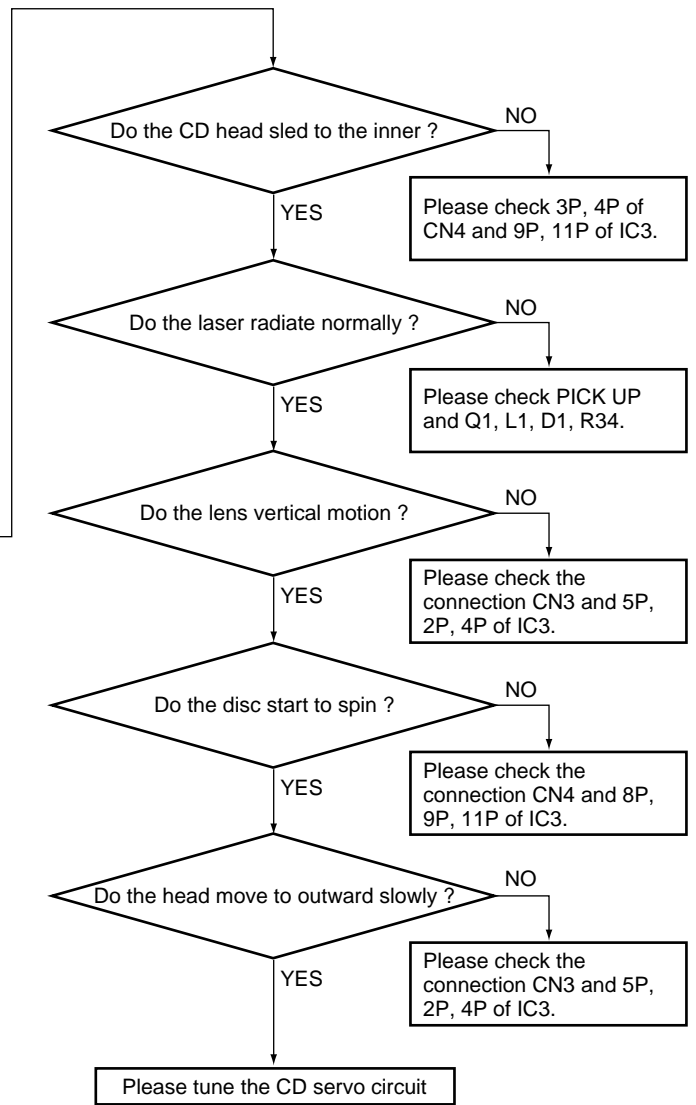 Do the CD head sled to the inner ?
NO
YES
Please check 3P, 4P of
CN4 and 9P, 11P of IC3.
Do the laser radiate normally ?
NO
YES
Please check PICK UP
and Q1, L1, D1, R34.
Do the lens vertical motion ?
NO
YES
Please check the
connection CN3 and 5P,
2P, 4P of IC3.
Do the disc start to spin ?
NO
YES
Please check the
connection CN4 and 8P,
9P, 11P of IC3.
Do the head move to outward slowly ?
NO
YES
Please check the
connection CN3 and 5P,
2P, 4P of IC3.
Please tune the CD servo circuit